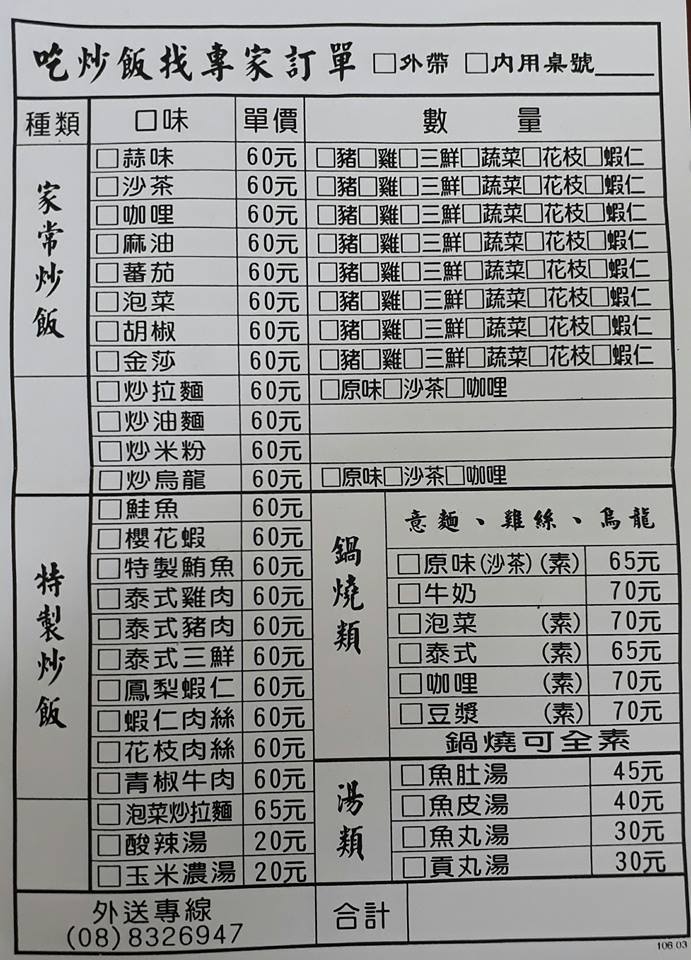 吃炒飯找專家訂單 □外帶 □內用桌號____
種類 口味 單價 數量
家常炒飯
□蒜味 60元 □豬□雞□三鮮□蔬菜□花枝□蝦仁
□沙茶 60元 □豬□雞□三鮮□蔬菜□花枝□蝦仁
□咖哩 60元 □豬□雞□三鮮□蔬菜□花枝□蝦仁
□麻油 60元 □豬□雞□三鮮□蔬菜□花枝□蝦仁
□蕃茄 60元 □豬□雞□三鮮□蔬菜□花枝□蝦仁
□泡菜 60元 □豬□雞□三鮮□蔬菜□花枝□蝦仁
□胡椒 60元 □豬□雞□三鮮□蔬菜□花枝□蝦仁
□金莎 60元 □豬□雞□三鮮□蔬菜□花枝□蝦仁
□炒拉麵 60元 □原味□沙茶□咖哩
□炒油麵 60元
□炒米粉 60元
□炒烏龍 60元 □原味□沙茶□咖哩
特製炒飯
□鮭魚 60元
□櫻花蝦 60元
□特製鮪魚 60元
□泰式雞肉 60元
□泰式豬肉 60元
□泰式三鮮 60元
□鳳梨蝦仁 60元
□蝦仁肉絲 60元
□花枝肉絲 60元
□青椒牛肉 60元
□泡菜炒拉麵 65元
□酸辣湯 20元
□玉米濃湯 20元
鍋燒類
意麵、雞絲、烏龍
□原味(沙茶)(素) 65元
□牛奶 70元
□泡菜 (素) 70元
□泰式 (素) 65元
□咖哩 (素) 70元
□豆漿 (素) 70元
鍋燒可全素
湯類
□魚肚湯 45元
□魚皮湯 40元
□魚丸湯 30元
□貢丸湯 30元
外送專線
(08)8326947
合計
106.03